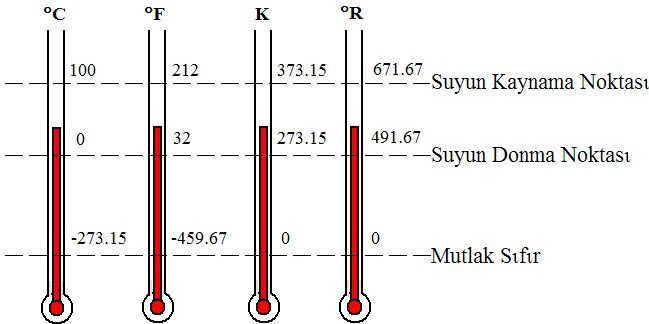 °C °F K °R
100 212 373.15 671.67 Suyun Kaynama Noktası
0 32 273.15 491.67 Suyun Donma Noktası
-273.15 -459.67 0 0 Mutlak Sıfır